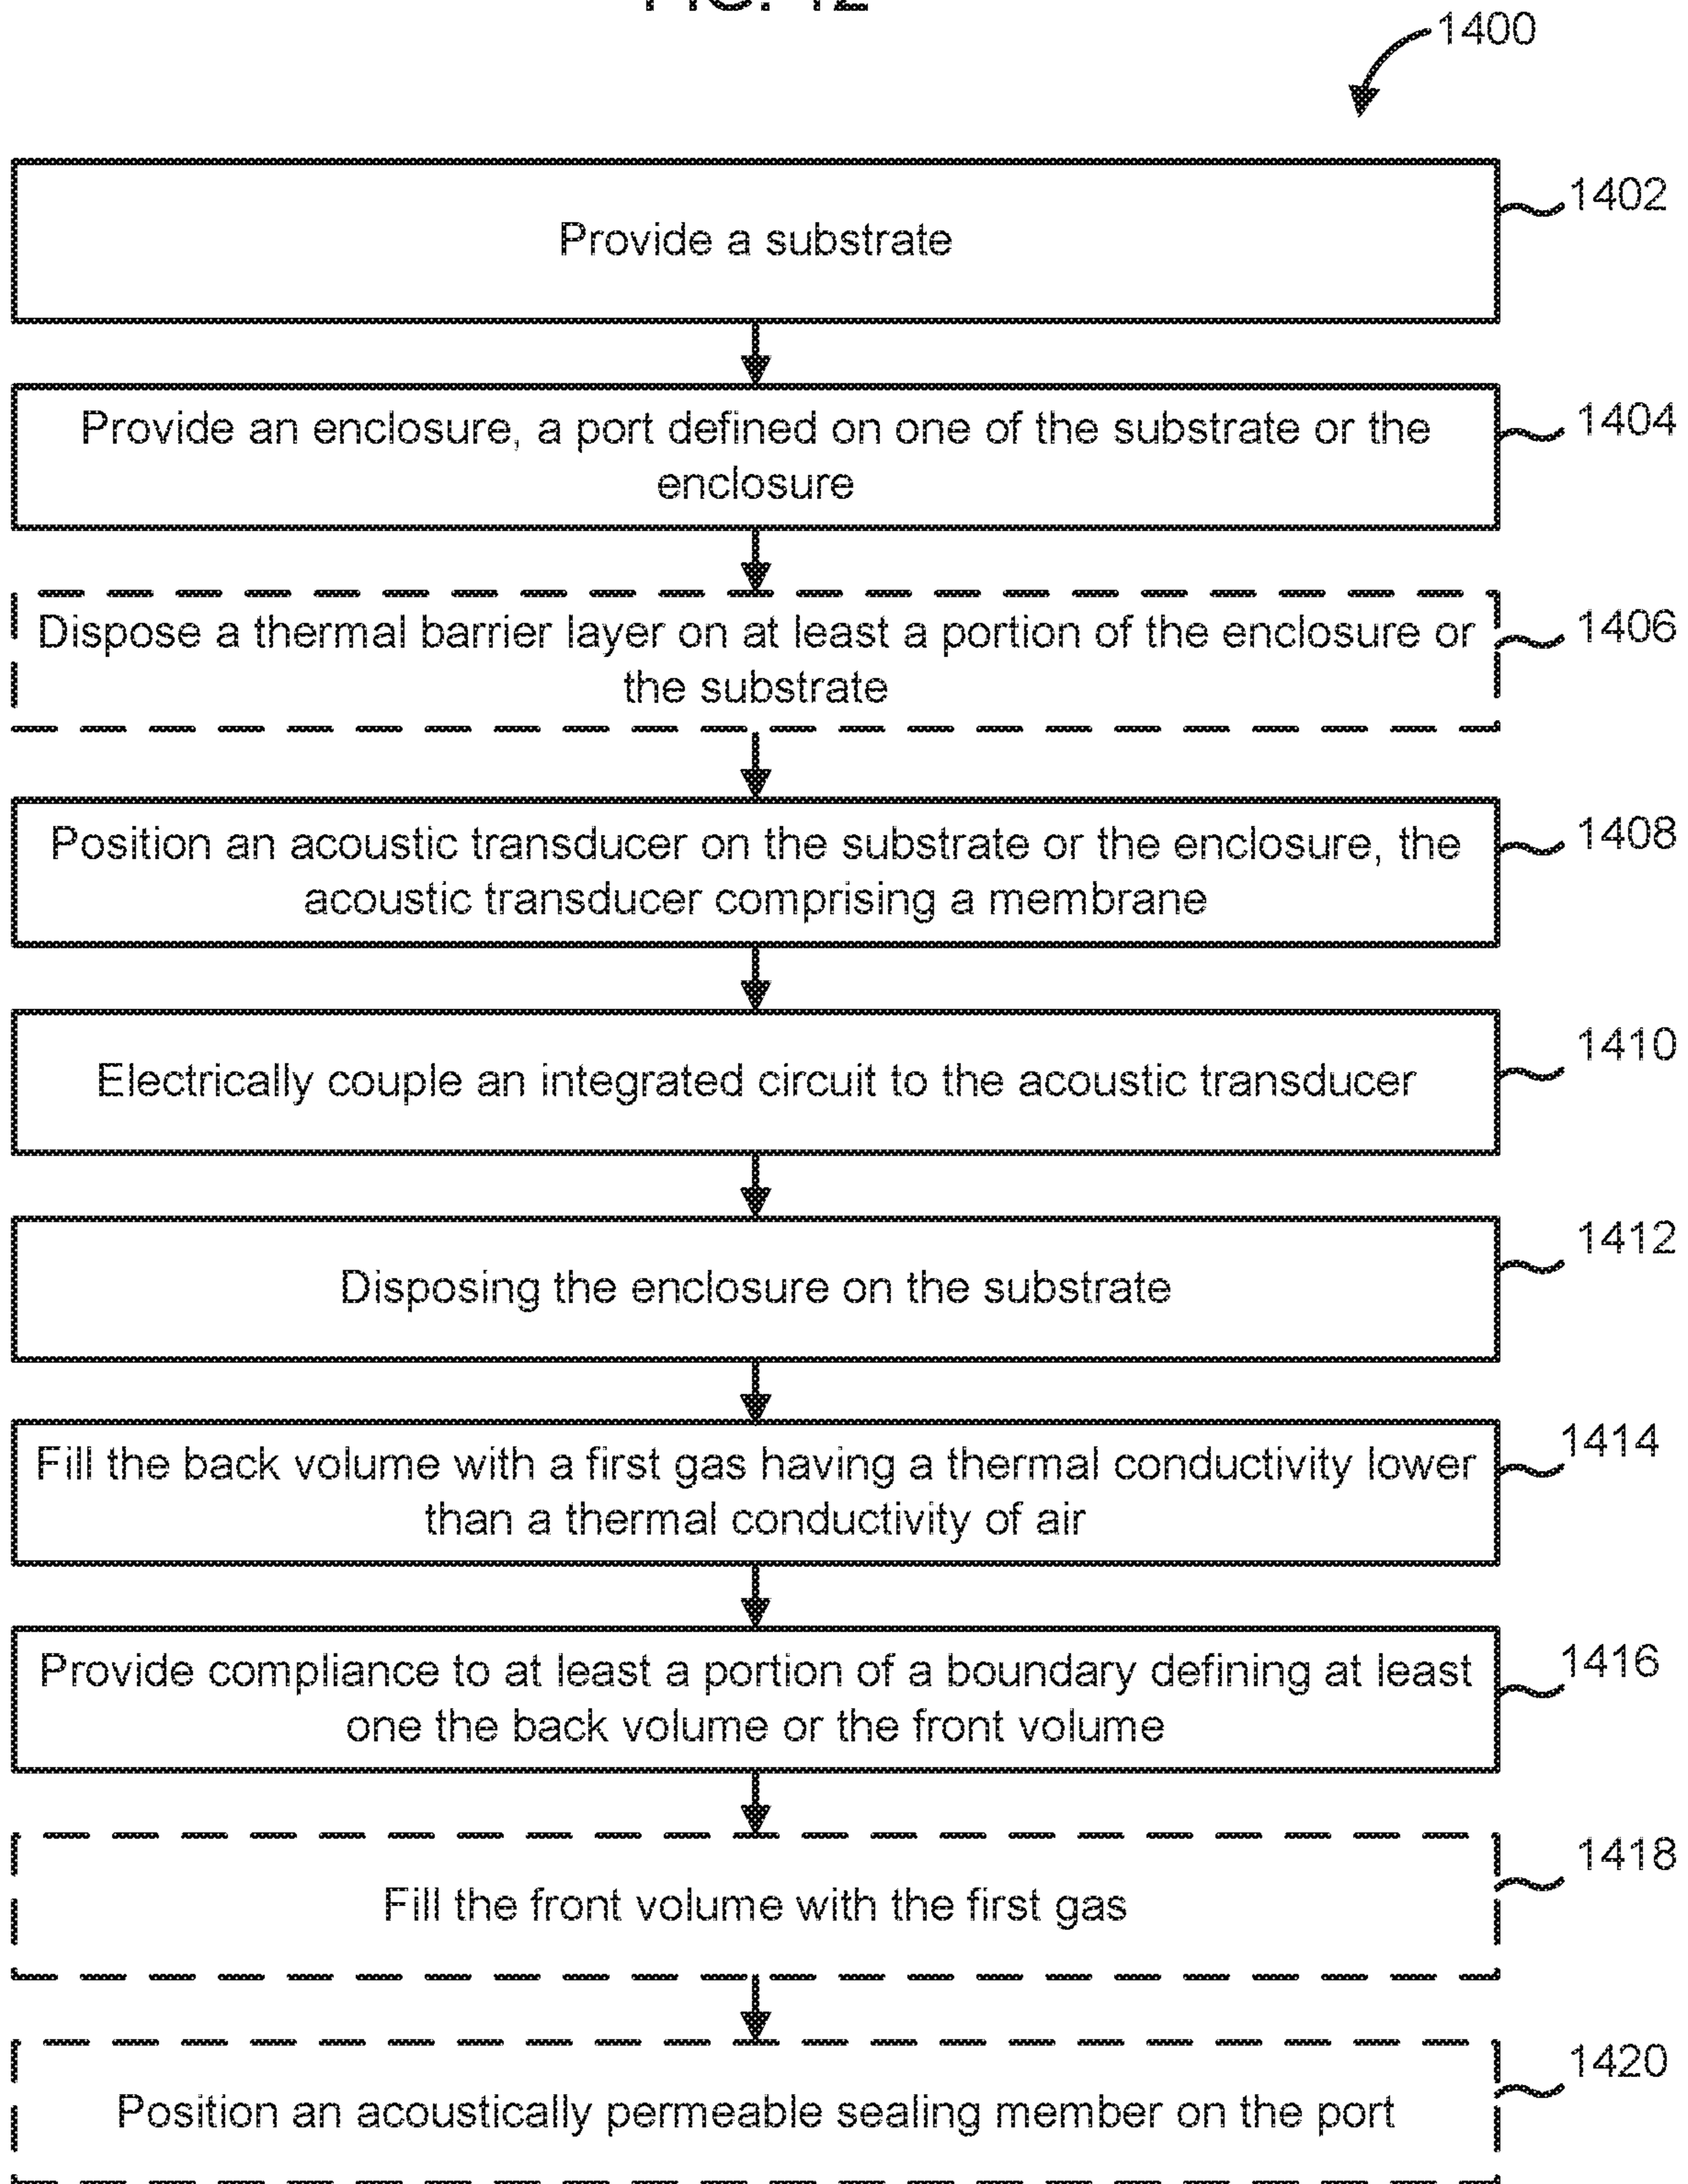 FIG. 12
1400
1402
Provide a substrate
1404
Provide an enclosure, a port defined on one of the substrate or the
enclosure
1406
Dispose a thermal barrier layer on at least a portion of the enclosure or
the substrate
1408
Position an acoustic transducer on the substrate or the enclosure, the
acoustic transducer comprising a membrane
1410
Electrically couple an integrated circuit to the acoustic transducer
1412
Disposing the enclosure on the substrate
1414
Fill the back volume with a first gas having a thermal conductivity lower
than a thermal conductivity of air
1416
Provide compliance to at least a portion of a boundary defining at least
one the back volume or the front volume
1418
Fill the front volume with the first gas
1420
Position an acoustically permeable sealing member on the port